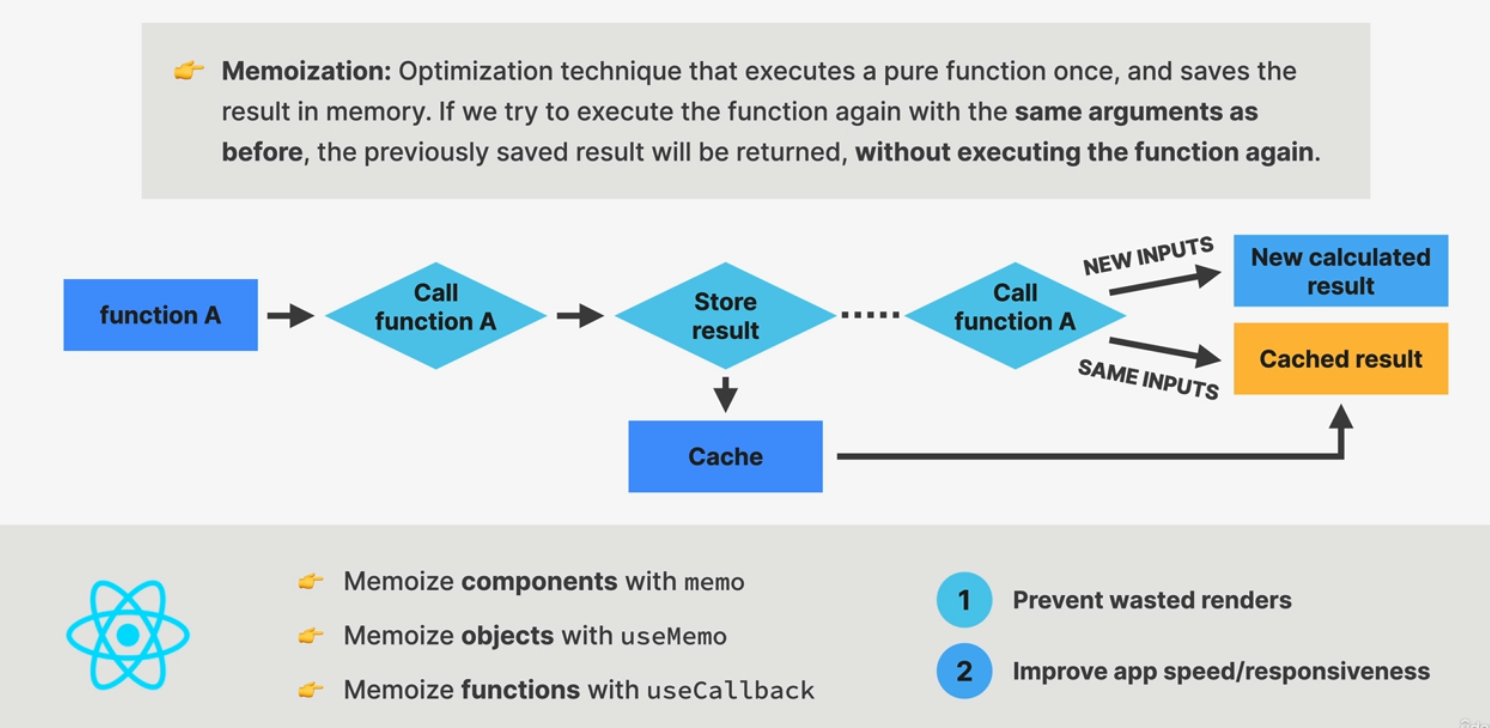 👉 Memoization: Optimization technique that executes a pure function once, and saves the
result in memory. If we try to execute the function again with the same arguments as
before, the previously saved result will be returned, without executing the function again.
function A
Call
function A
Store
result
Call
function A
NEW INPUTS
New calculated
result
SAME INPUTS
Cached result
Cache
👉 Memoize components with memo
👉 Memoize objects with useMemo
👉 Memoize functions with useCallback
1 Prevent wasted renders
2 Improve app speed/responsiveness